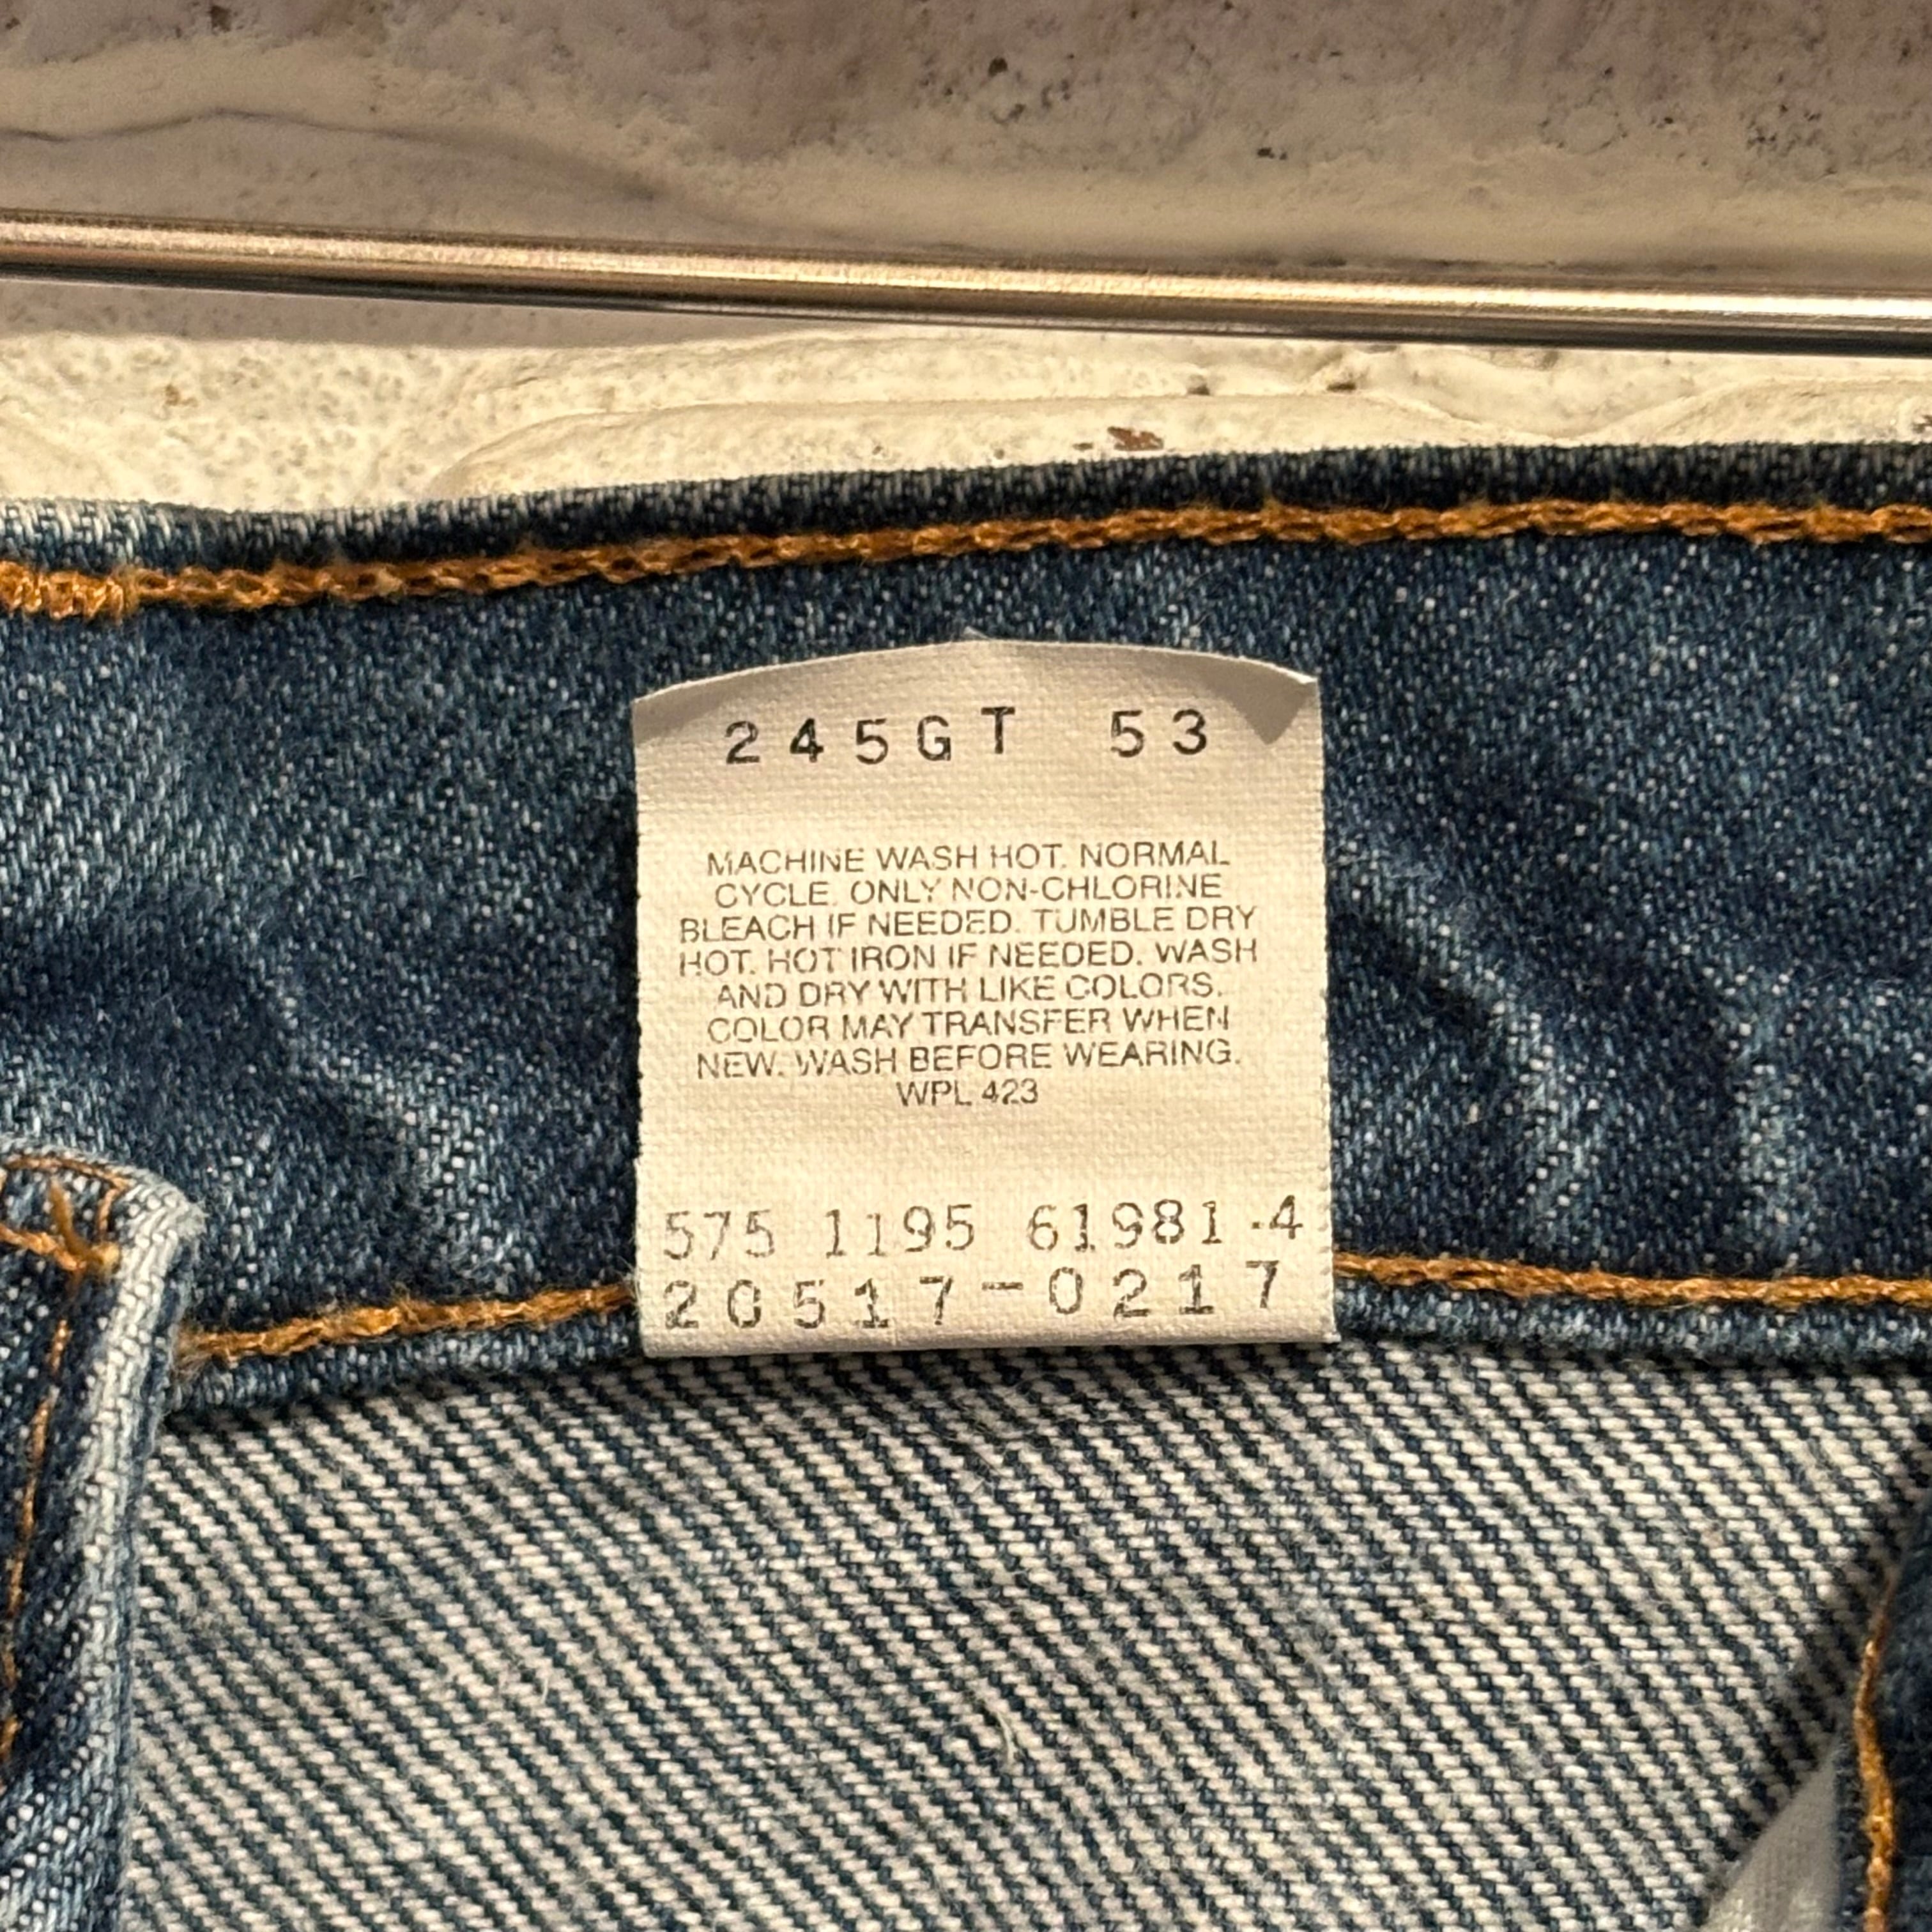 245GT 53
MACHINE WASH HOT. NORMAL
CYCLE. ONLY NON-CHLORINE
BLEACH IF NEEDED. TUMBLE DRY
HOT. HOT IRON IF NEEDED. WASH
AND DRY WITH LIKE COLORS.
COLOR MAY TRANSFER WHEN
NEW. WASH BEFORE WEARING.
WPL 423
575 1195 61981-4
20517-0217